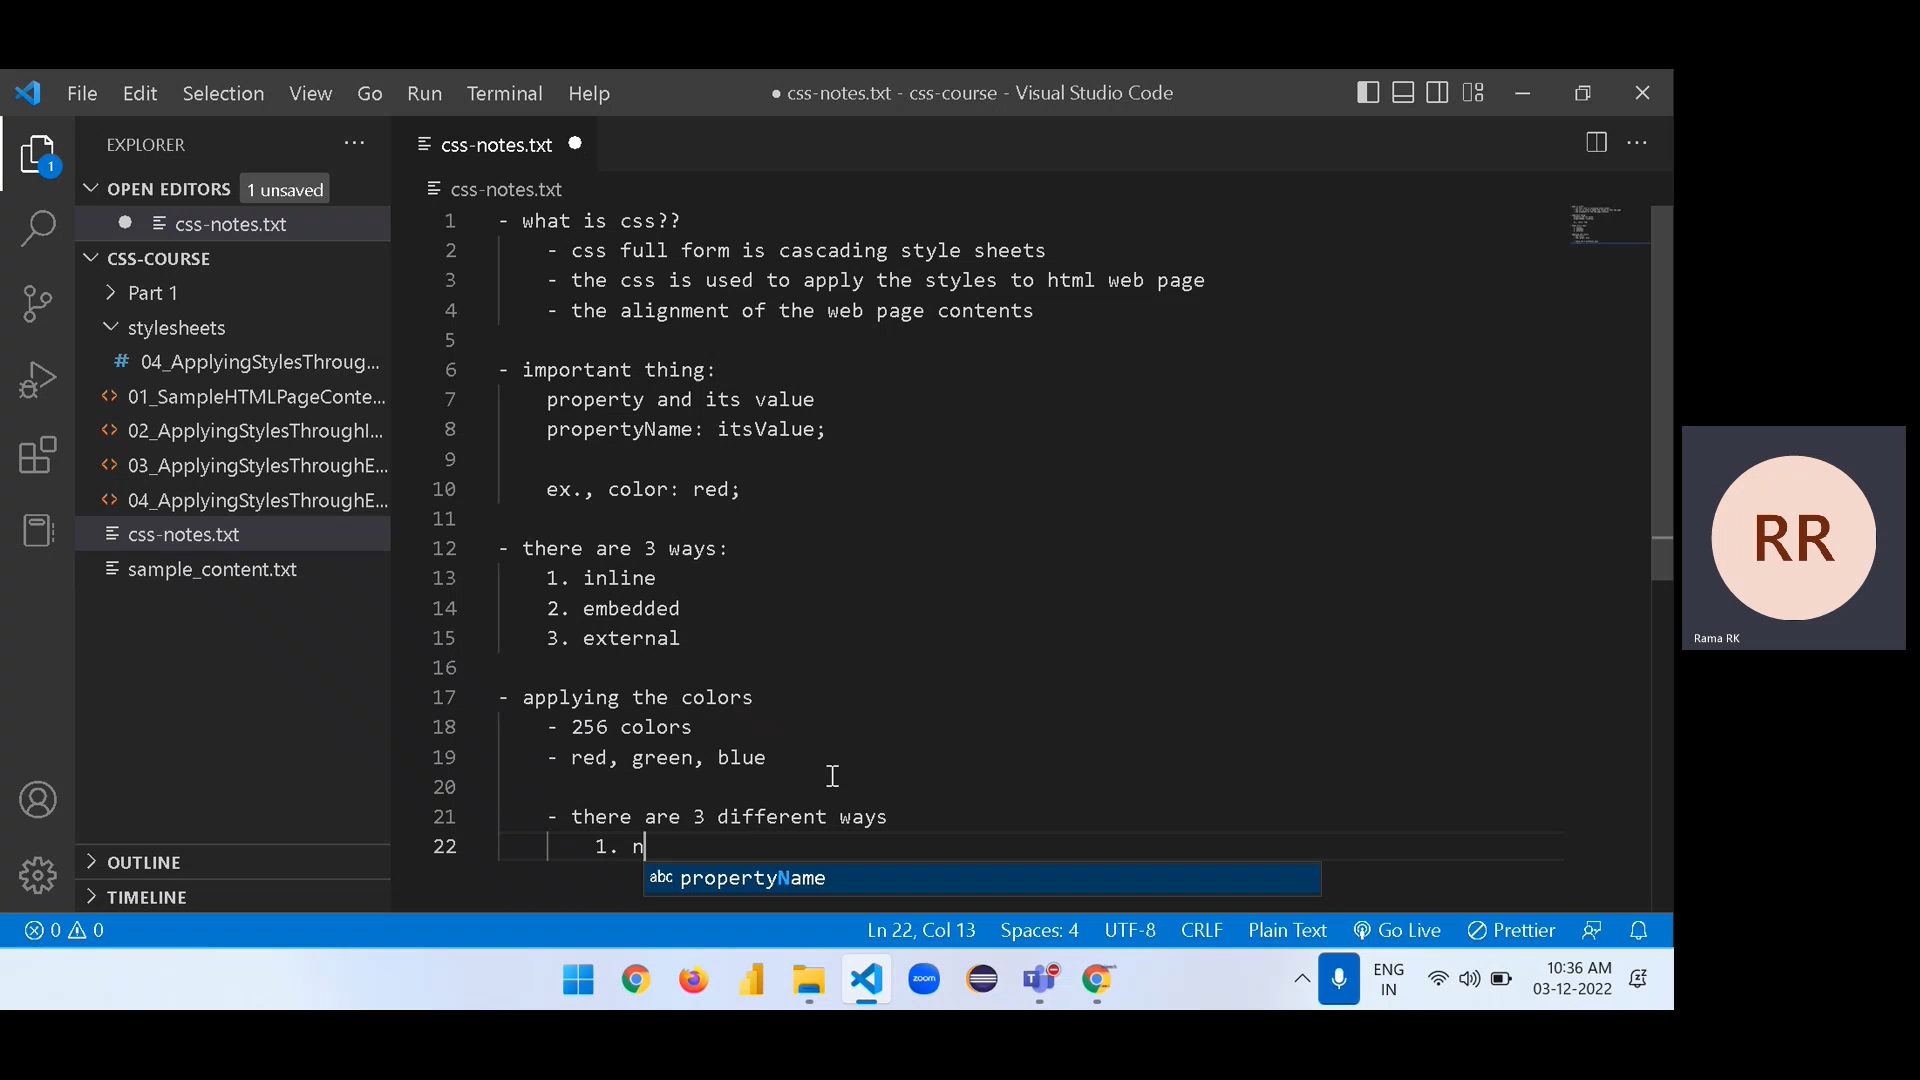 File Edit Selection View Go Run Terminal Help
● css-notes.txt - css-course - Visual Studio Code
EXPLORER
OPEN EDITORS 1 unsaved
css-notes.txt
CSS-COURSE
Part 1
stylesheets
# 04_ApplyingStylesThroug...
<> 01_SampleHTMLPageConte...
<> 02_ApplyingStylesThroughI...
<> 03_ApplyingStylesThroughE...
<> 04_ApplyingStylesThroughE...
css-notes.txt
sample_content.txt
OUTLINE
TIMELINE
1
css-notes.txt
css-notes.txt
1 - what is css??
2 - css full form is cascading style sheets
3 - the css is used to apply the styles to html web page
4 - the alignment of the web page contents
5
6 - important thing:
7 property and its value
8 propertyName: itsValue;
9
10 ex., color: red;
11
12 - there are 3 ways:
13 1. inline
14 2. embedded
15 3. external
16
17 - applying the colors
18 - 256 colors
19 - red, green, blue
20
21 - there are 3 different ways
22 1. n
abc propertyName
0 0 Ln 22, Col 13 Spaces: 4 UTF-8 CRLF Plain Text Go Live Prettier
zoom
ENG
IN
10:36 AM
03-12-2022
RR
Rama RK